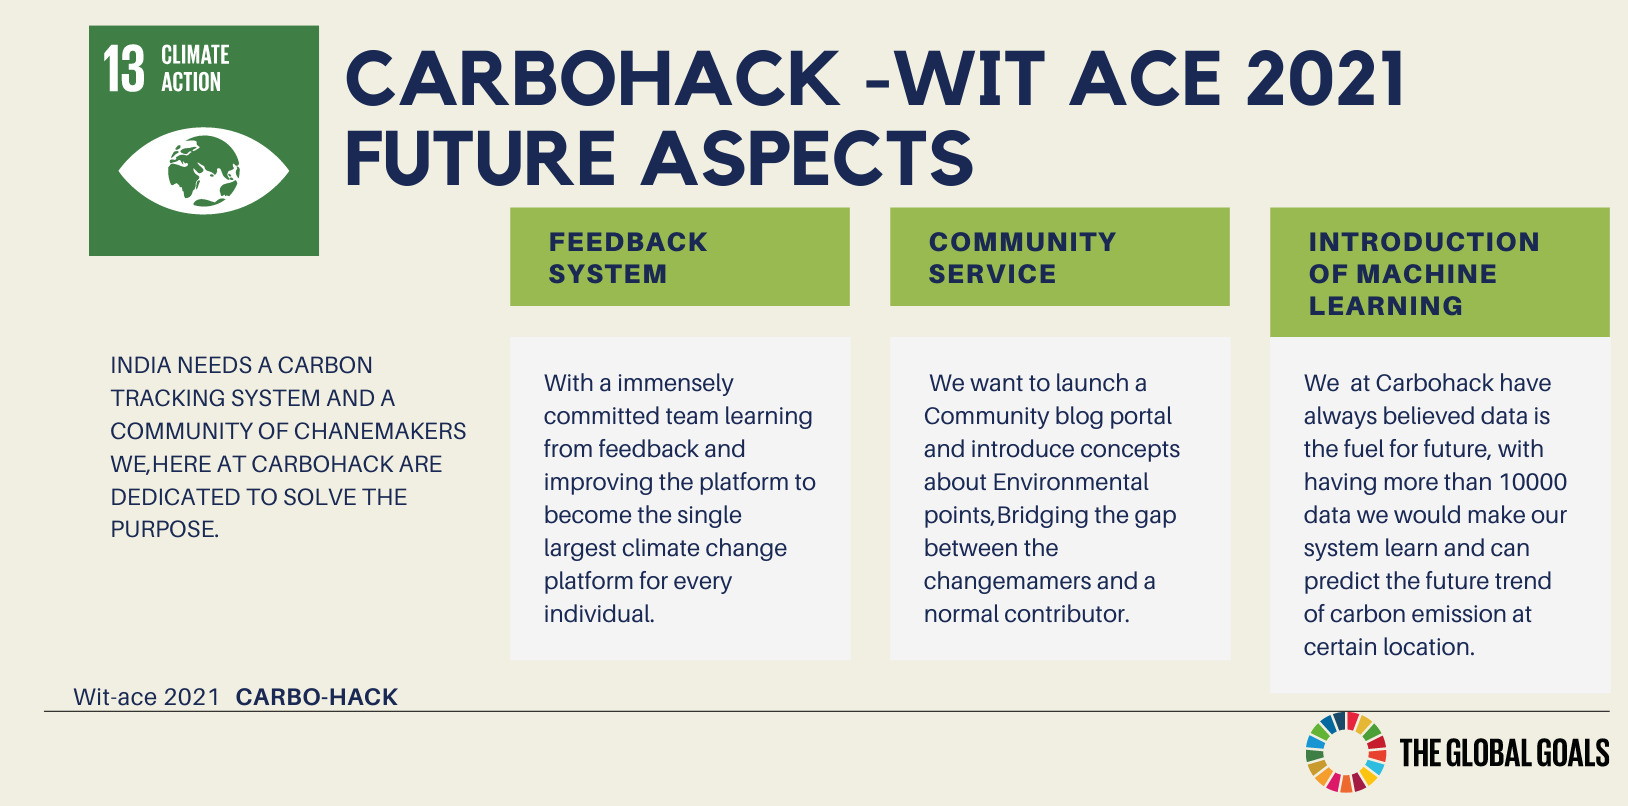 13 CLIMATE
ACTION
CARBOHACK -WIT ACE 2021
FUTURE ASPECTS
INDIA NEEDS A CARBON
TRACKING SYSTEM AND A
COMMUNITY OF CHANEMAKERS
WE,HERE AT CARBOHACK ARE
DEDICATED TO SOLVE THE
PURPOSE.
FEEDBACK
SYSTEM
With a immensely
committed team learning
from feedback and
improving the platform to
become the single
largest climate change
platform for every
individual.
COMMUNITY
SERVICE
We want to launch a
Community blog portal
and introduce concepts
about Environmental
points,Bridging the gap
between the
changemamers and a
normal contributor.
INTRODUCTION
OF MACHINE
LEARNING
We at Carbohack have
always believed data is
the fuel for future, with
having more than 10000
data we would make our
system learn and can
predict the future trend
of carbon emission at
certain location.
Wit-ace 2021 CARBO-HACK
THE GLOBAL GOALS